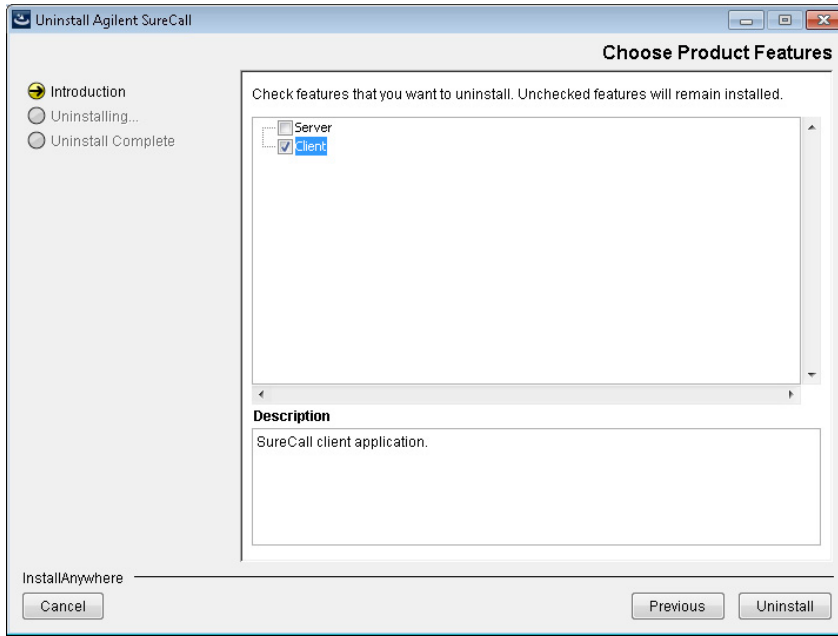 Uninstall Agilent SureCall
Choose Product Features
Introduction
Uninstalling...
Uninstall Complete
Check features that you want to uninstall. Unchecked features will remain installed.
Server
Client
Description
SureCall client application.
InstallAnywhere
Cancel
Previous
Uninstall